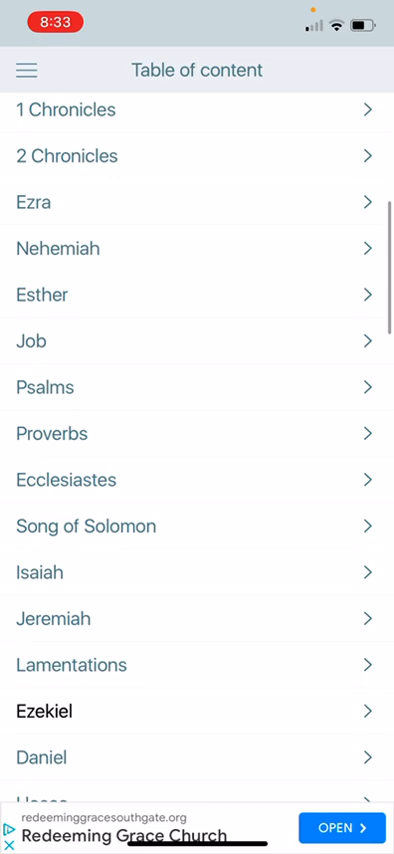 8:33
Table of content
1 Chronicles
2 Chronicles
Ezra
Nehemiah
Esther
Job
Psalms
Proverbs
Ecclesiastes
Song of Solomon
Isaiah
Jeremiah
Lamentations
Ezekiel
Daniel
redeeminggracesouthgate.org
Redeeming Grace Church
OPEN